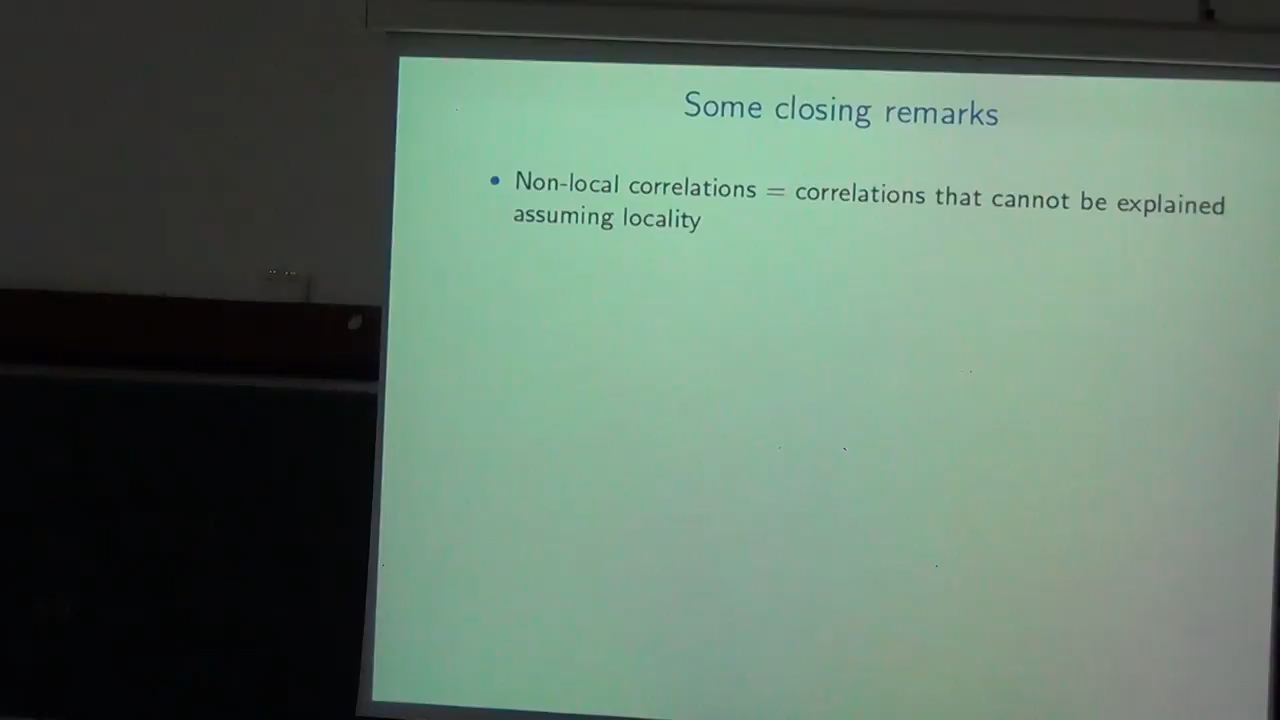 Some closing remarks
• Non-local correlations = correlations that cannot be explained
assuming locality